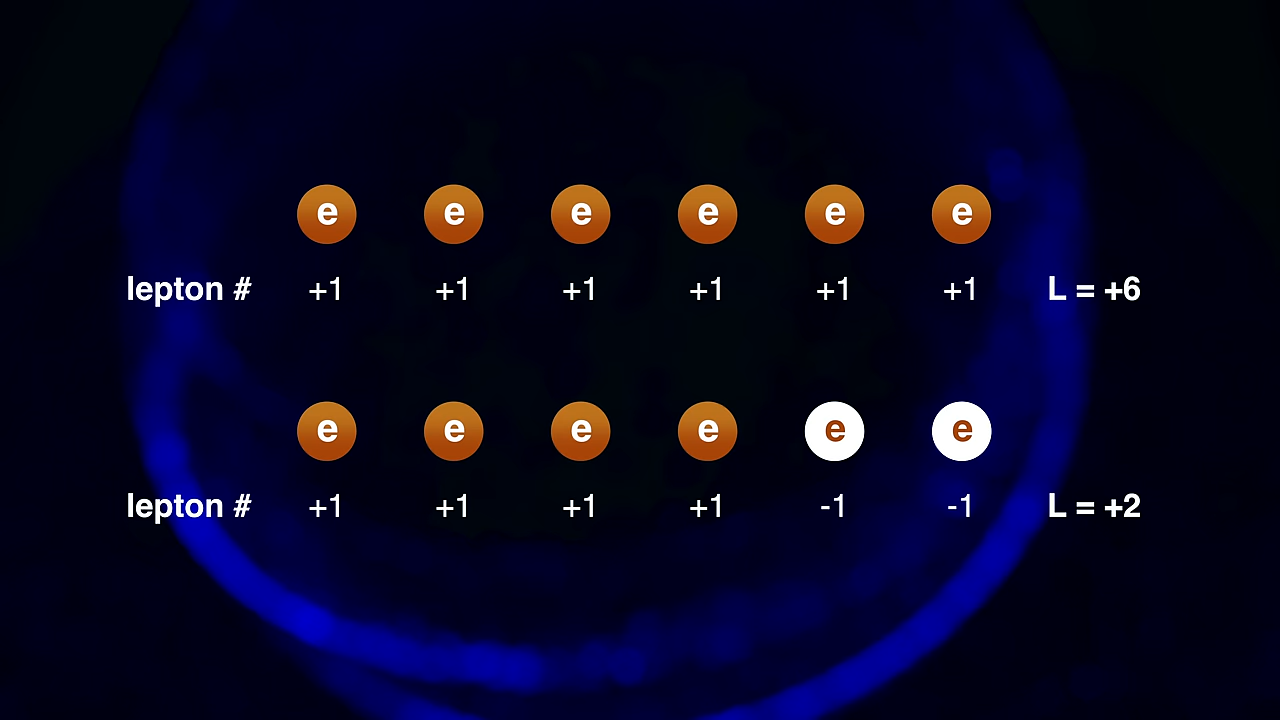 e e e e e e
lepton # +1 +1 +1 +1 +1 +1 L = +6
e e e e e e
lepton # +1 +1 +1 +1 -1 -1 L = +2